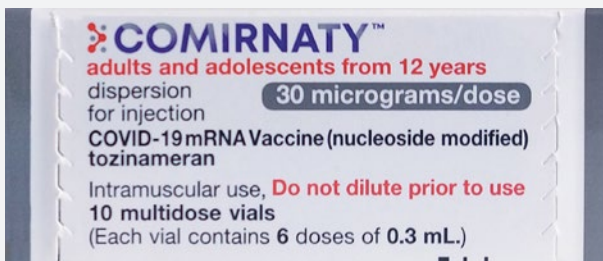 COMIRNATY™
adults and adolescents from 12 years
dispersion
for injection
30 micrograms/dose
COVID-19 mRNA Vaccine (nucleoside modified)
tozinameran
Intramuscular use, Do not dilute prior to use
10 multidose vials
(Each vial contains 6 doses of 0.3 mL.)